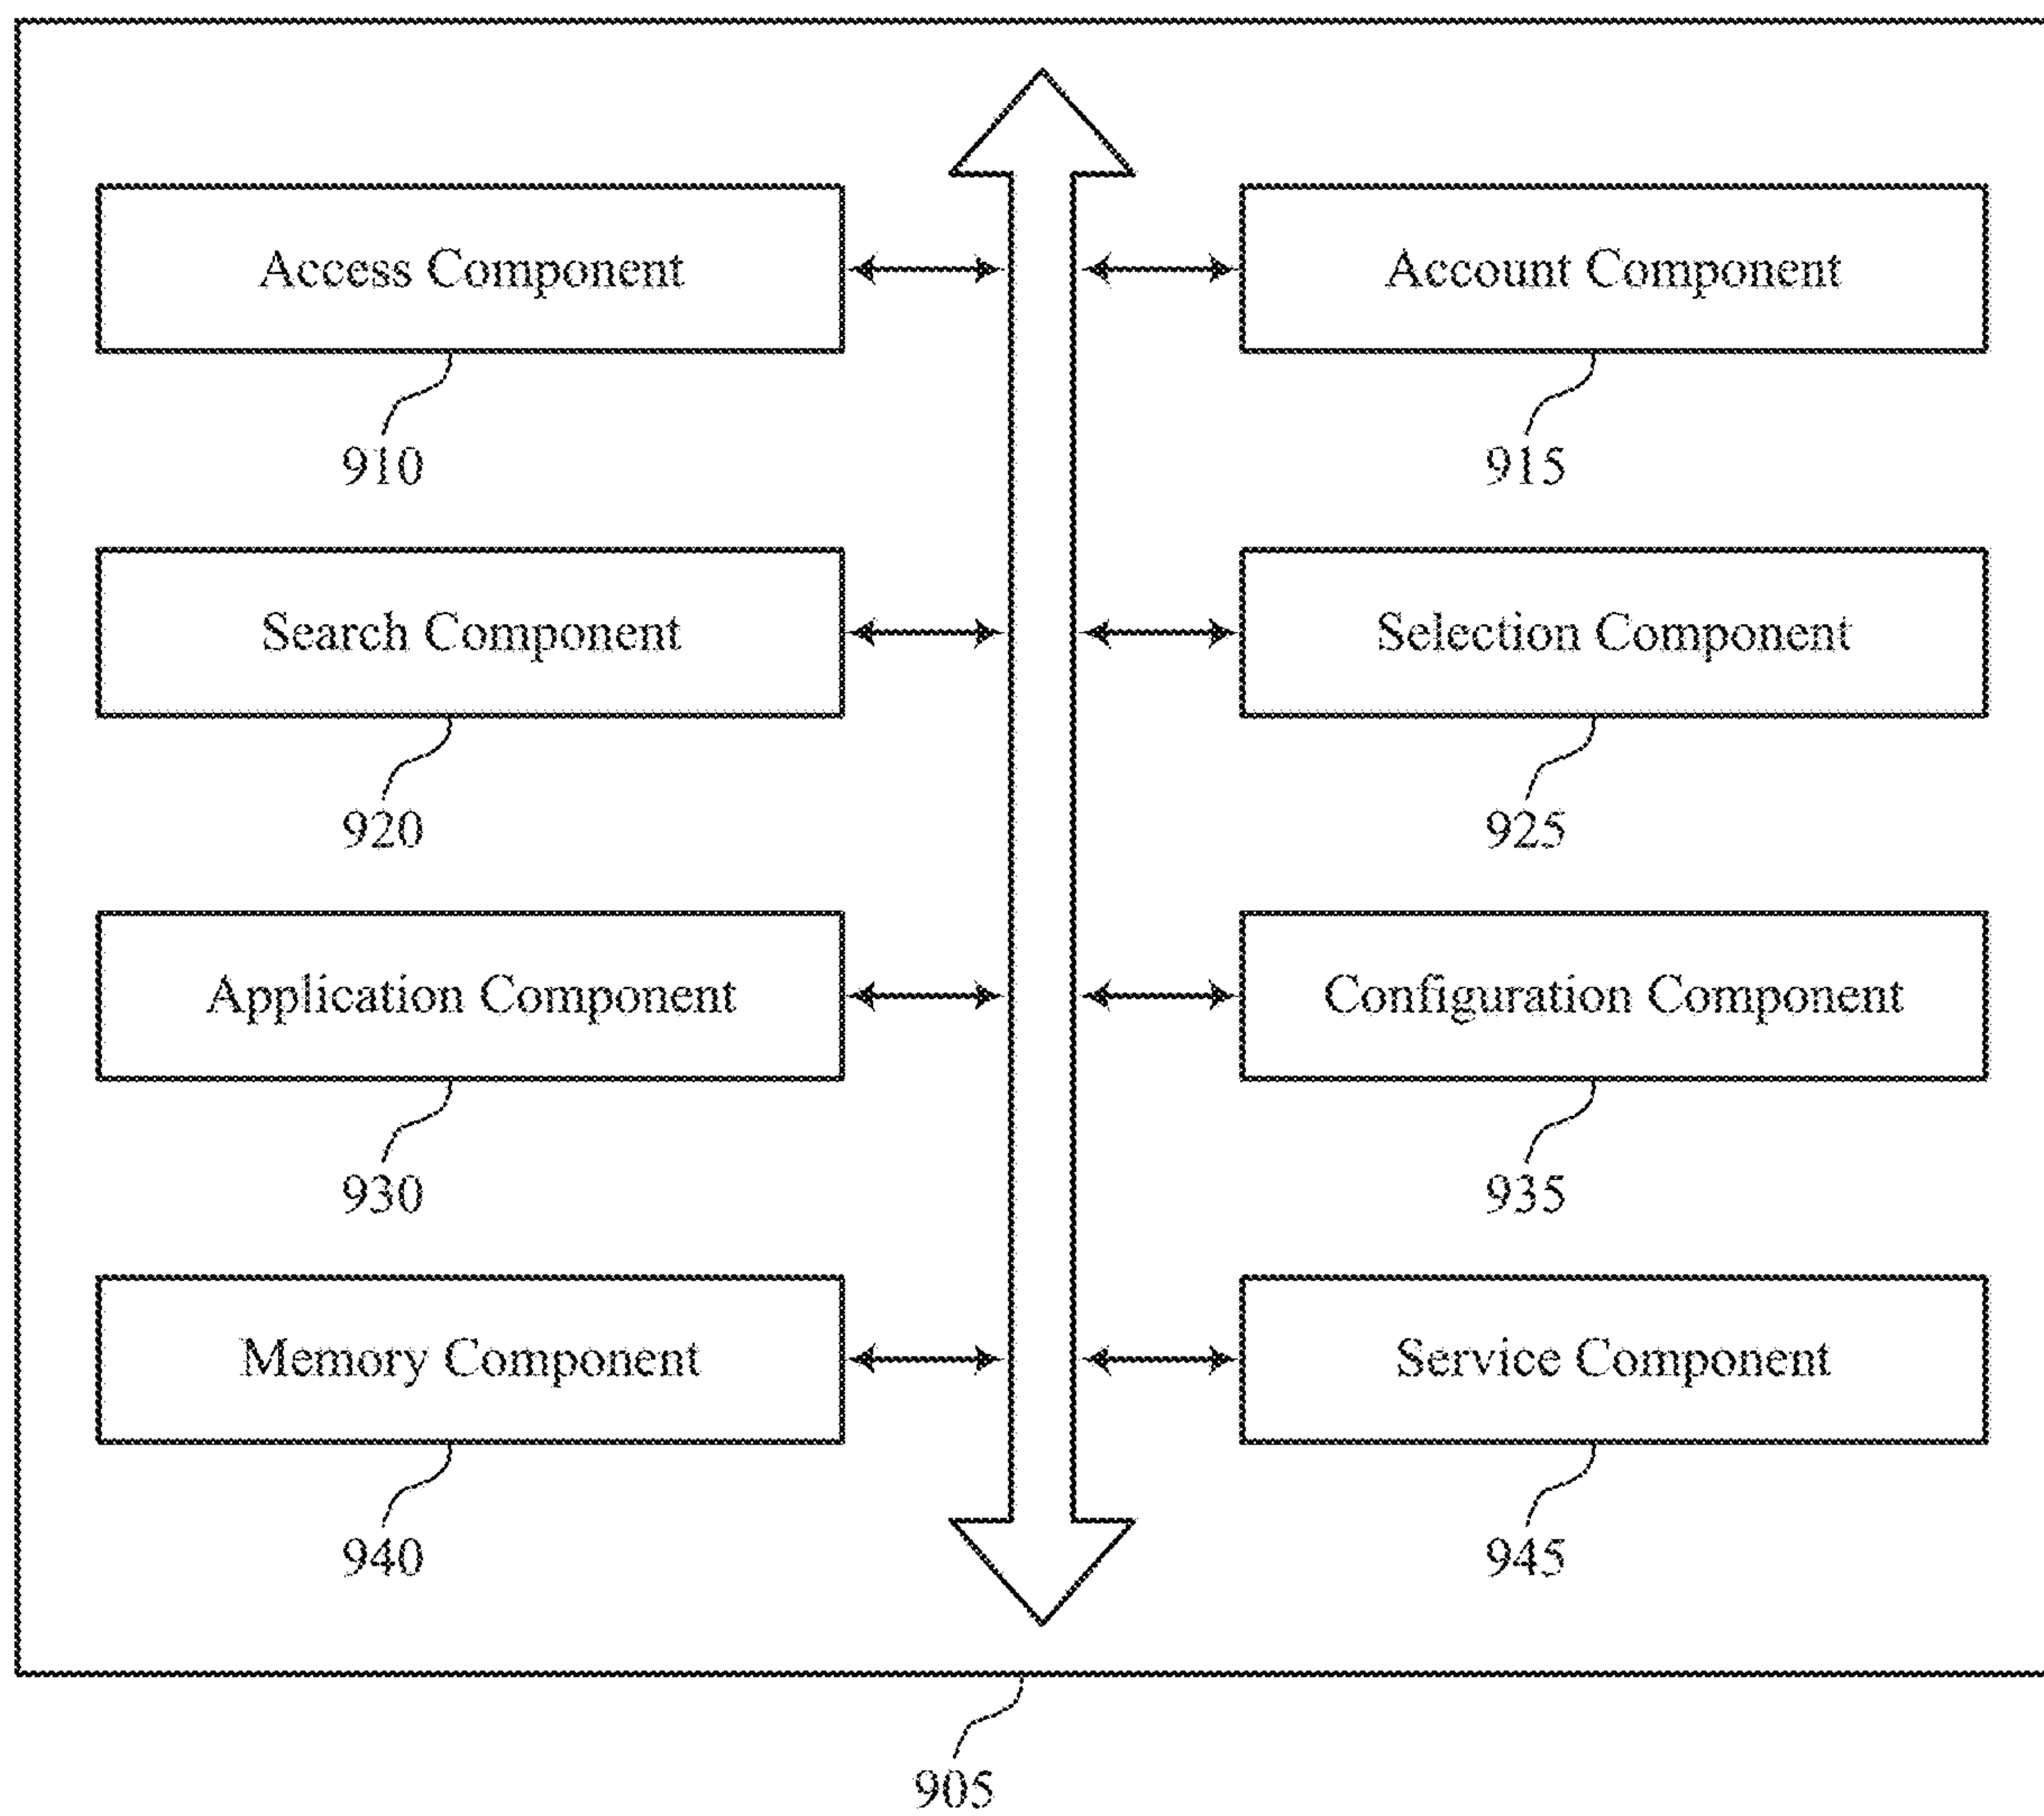 Access Component
Account Component
910
915
Search Component
Selection Component
920
925
Application Component
Configuration Component
930
935
Memory Component
Service Component
940
945
905